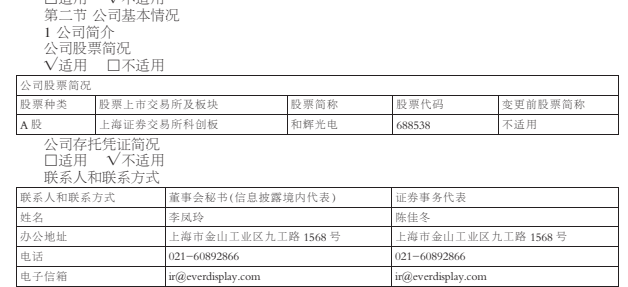 □适用 √不适用
第二节 公司基本情况
1 公司简介
公司股票简况
√适用 □不适用
公司股票简况
股票种类 股票上市交易所及板块 股票简称 股票代码 变更前股票简称
A股 上海证券交易所科创板 和辉光电 688538 不适用
公司存托凭证简况
□适用 √不适用
联系人和联系方式
联系人和联系方式 董事会秘书(信息披露境内代表) 证券事务代表
姓名 李凤玲 陈佳冬
办公地址 上海市金山工业区九工路 1568 号 上海市金山工业区九工路 1568 号
电话 021-60892866 021-60892866
电子信箱 ir@everdisplay.com ir@everdisplay.com